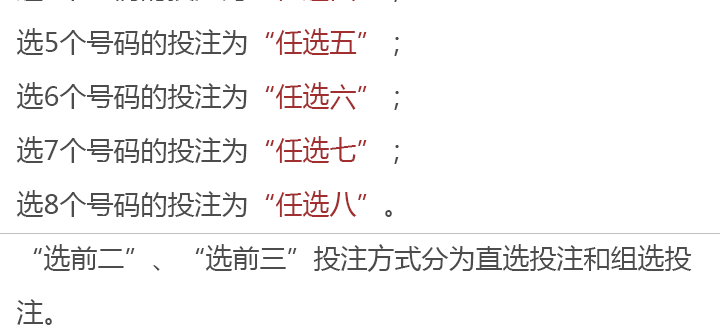 选5个号码的投注为“任选五”；
选6个号码的投注为“任选六”；
选7个号码的投注为“任选七”；
选8个号码的投注为“任选八”。
“选前二”、“选前三”投注方式分为直选投注和组选投
注。